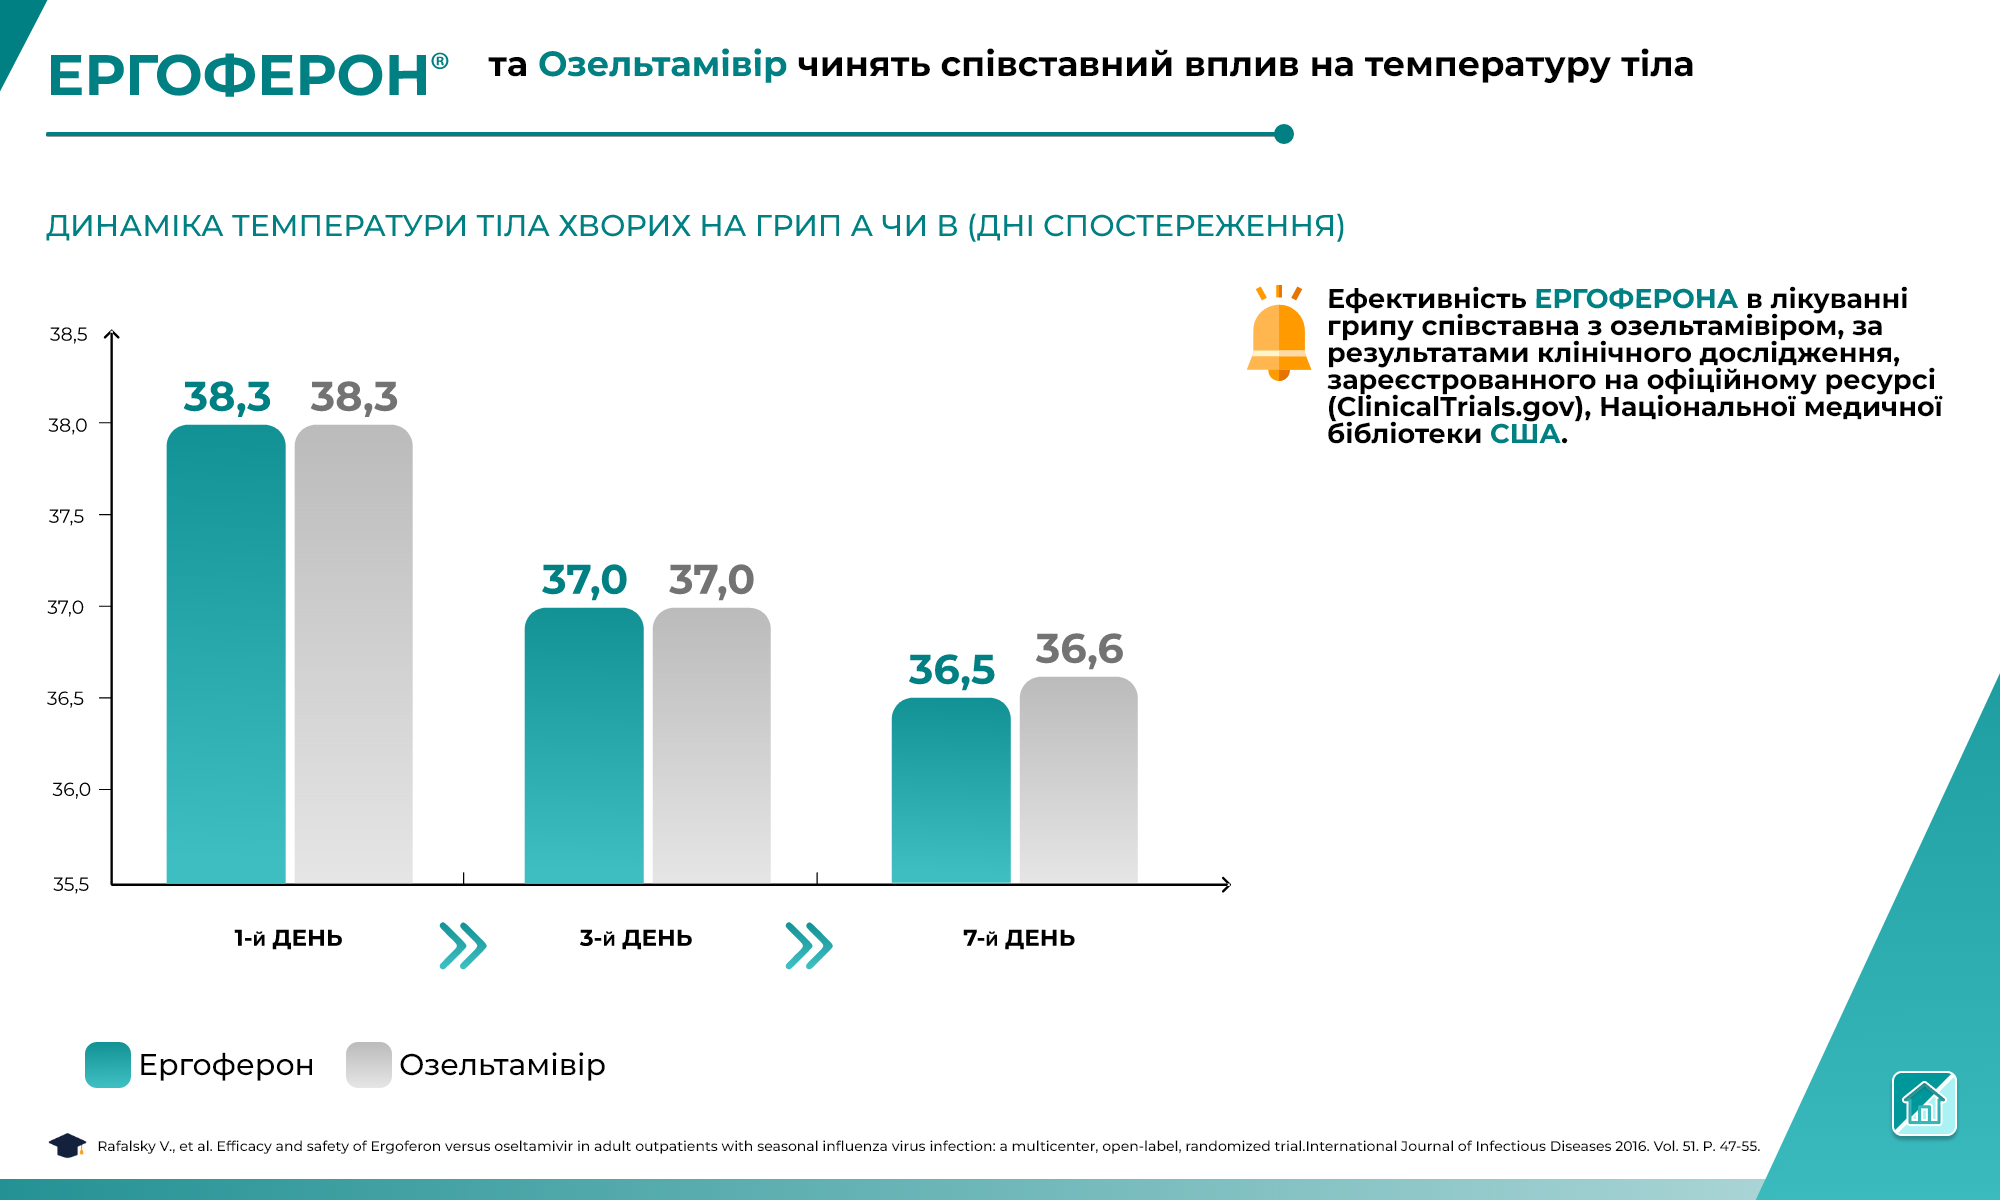 ЕРГОФЕРОН® та Озельтамівір чинять співставний вплив на температуру тіла
ДИНАМІКА ТЕМПЕРАТУРИ ТІЛА ХВОРИХ НА ГРИП А ЧИ В (ДНІ СПОСТЕРЕЖЕННЯ)
Ефективність ЕРГОФЕРОНА в лікуванні
грипу співставна з озельтамівіром, за
результатами клінічного дослідження,
зареєстрованного на офіційному ресурсі
(ClinicalTrials.gov), Національної медичної
бібліотеки США.
38,5
38,0
37,5
37,0
36,5
36,0
35,5
38,3 38,3
37,0 37,0
36,5 36,6
1-й ДЕНЬ 3-й ДЕНЬ 7-й ДЕНЬ
Ергоферон Озельтамівір
Rafalsky V., et al. Efficacy and safety of Ergoferon versus oseltamivir in adult outpatients with seasonal influenza virus infection: a multicenter, open-label, randomized trial.International Journal of Infectious Diseases 2016. Vol. 51. P. 47-55.